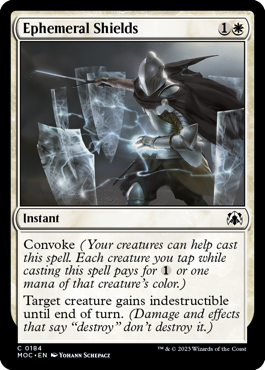 Ephemeral Shields 1
Instant
Convoke (Your creatures can help cast
this spell. Each creature you tap while
casting this spell pays for 1 or one
mana of that creature's color.)
Target creature gains indestructible
until end of turn. (Damage and effects
that say “destroy” don't destroy it.)
C 0184
MOC • EN Yohann Schepacz
™ & © 2023 Wizards of the Coast